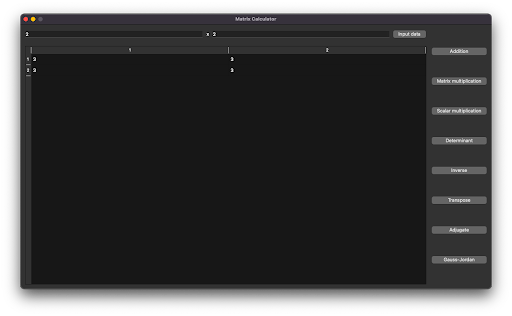 Matrix Calculator
2 x 2 Input data
1 2
1 3 3
2 3 3
Addition
Matrix multiplication
Scalar multiplication
Determinant
Inverse
Transpose
Adjugate
Gauss-Jordan